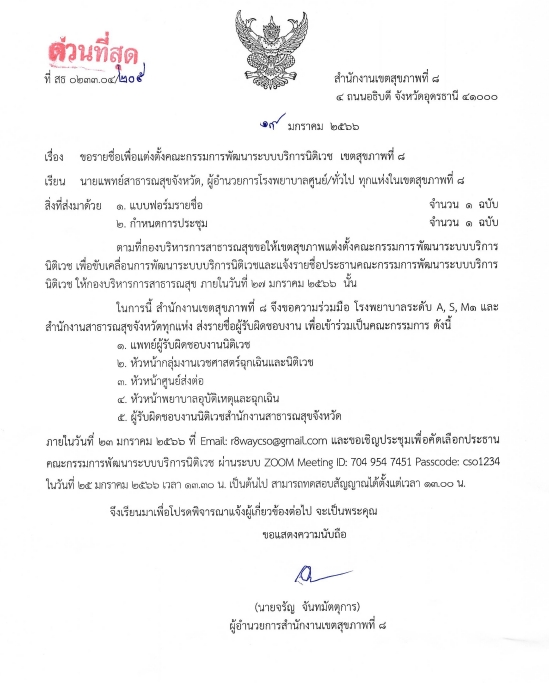 ด่วนที่สุด
ที่ สธ ๐๒๓๓.๐๔/๒๐๙
สำนักงานเขตสุขภาพที่ ๘
๔ ถนนอธิบดี จังหวัดอุดรธานี ๔๑๐๐๐
๑๙ มกราคม ๒๕๖๖
เรื่อง ขอรายชื่อเพื่อแต่งตั้งคณะกรรมการพัฒนาระบบบริการนิติเวช เขตสุขภาพที่ ๘
เรียน นายแพทย์สาธารณสุขจังหวัด, ผู้อำนวยการโรงพยาบาลศูนย์/ทั่วไป ทุกแห่งในเขตสุขภาพที่ ๘
สิ่งที่ส่งมาด้วย ๑. แบบฟอร์มรายชื่อ จำนวน ๑ ฉบับ
๒. กำหนดการประชุม จำนวน ๑ ฉบับ
ตามที่กองบริหารการสาธารณสุขขอให้เขตสุขภาพแต่งตั้งคณะกรรมการพัฒนาระบบบริการ
นิติเวช เพื่อขับเคลื่อนการพัฒนาระบบบริการนิติเวชและแจ้งรายชื่อประธานคณะกรรมการพัฒนาระบบบริการ
นิติเวช ให้กองบริหารการสาธารณสุข ภายในวันที่ ๒๗ มกราคม ๒๕๖๖ นั้น
ในการนี้ สำนักงานเขตสุขภาพที่ ๘ จึงขอความร่วมมือ โรงพยาบาลระดับ A, S, M๑ และ
สำนักงานสาธารณสุขจังหวัดทุกแห่ง ส่งรายชื่อผู้รับผิดชอบงาน เพื่อเข้าร่วมเป็นคณะกรรมการ ดังนี้
๑. แพทย์ผู้รับผิดชอบงานนิติเวช
๒. หัวหน้ากลุ่มงานเวชศาสตร์ฉุกเฉินและนิติเวช
๓. หัวหน้าศูนย์ส่งต่อ
๔. หัวหน้าพยาบาลอุบัติเหตุและฉุกเฉิน
๕. ผู้รับผิดชอบงานนิติเวชสำนักงานสาธารณสุขจังหวัด
ภายในวันที่ ๒๓ มกราคม ๒๕๖๖ ที่ Email: r8waycso@gmail.com และขอเชิญประชุมเพื่อคัดเลือกประธาน
คณะกรรมการพัฒนาระบบบริการนิติเวช ผ่านระบบ ZOOM Meeting ID: 704 954 7451 Passcode: cso1234
ในวันที่ ๒๕ มกราคม ๒๕๖๖ เวลา ๑๓.๓๐ น. เป็นต้นไป สามารถทดสอบสัญญาณได้ตั้งแต่เวลา ๑๓.๐๐ น.
จึงเรียนมาเพื่อโปรดพิจารณาแจ้งผู้เกี่ยวข้องต่อไป จะเป็นพระคุณ
ขอแสดงความนับถือ
(นายจรัญ จันทมัตตุการ)
ผู้อำนวยการสำนักงานเขตสุขภาพที่ ๘